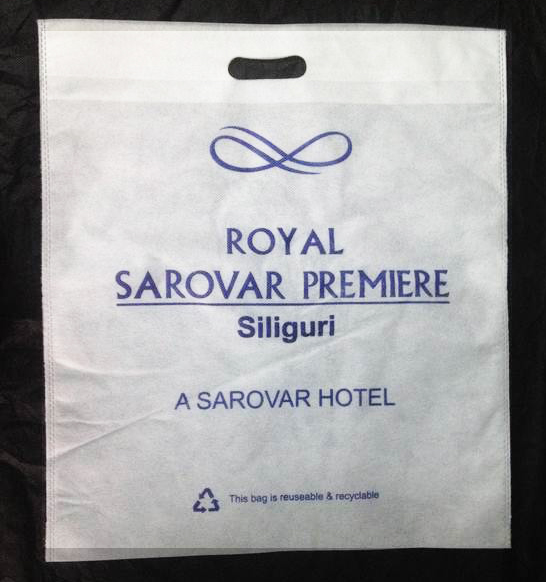 ROYAL
SAROVAR PREMIERE
Siliguri
A SAROVAR HOTEL
This bag is reuseable & recyclable